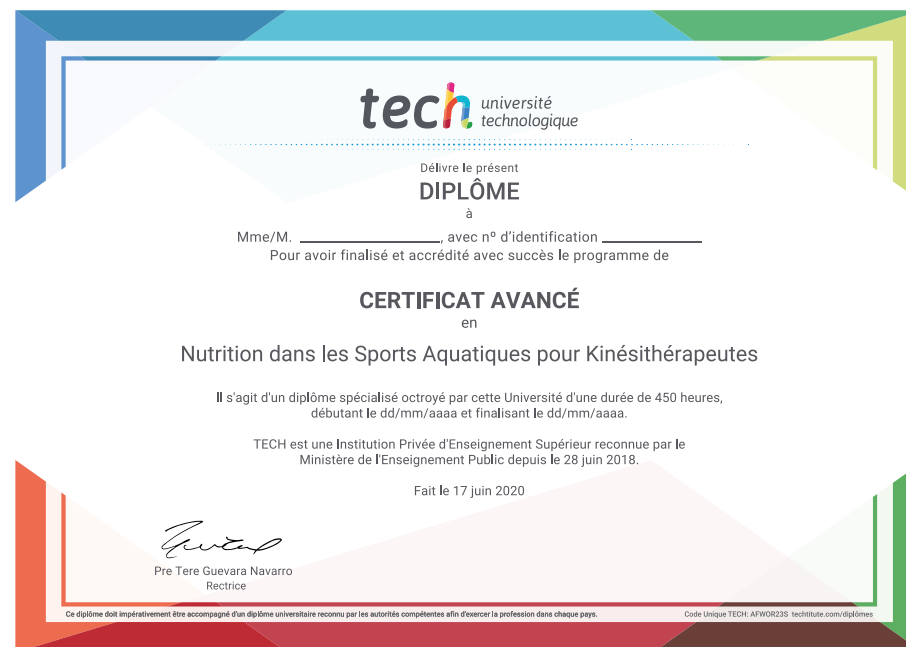 tech université
technologique
Délivre le présent
DIPLÔME
à
Mme/M. ____________________, avec nº d'identification ______________
Pour avoir finalisé et accrédité avec succès le programme de
CERTIFICAT AVANCÉ
en
Nutrition dans les Sports Aquatiques pour Kinésithérapeutes
Il s'agit d'un diplôme spécialisé octroyé par cette Université d'une durée de 450 heures,
débutant le dd/mm/aaaa et finalisant le dd/mm/aaaa.
TECH est une Institution Privée d'Enseignement Supérieur reconnue par le
Ministère de l'Enseignement Public depuis le 28 juin 2018.
Fait le 17 juin 2020
Pre Tere Guevara Navarro
Rectrice
Ce diplôme doit impérativement être accompagné d'un diplôme universitaire reconnu par les autorités compétentes afin d'exercer la profession dans chaque pays.
Code Unique TECH: AFWOR23S techtitute.com/diplômes